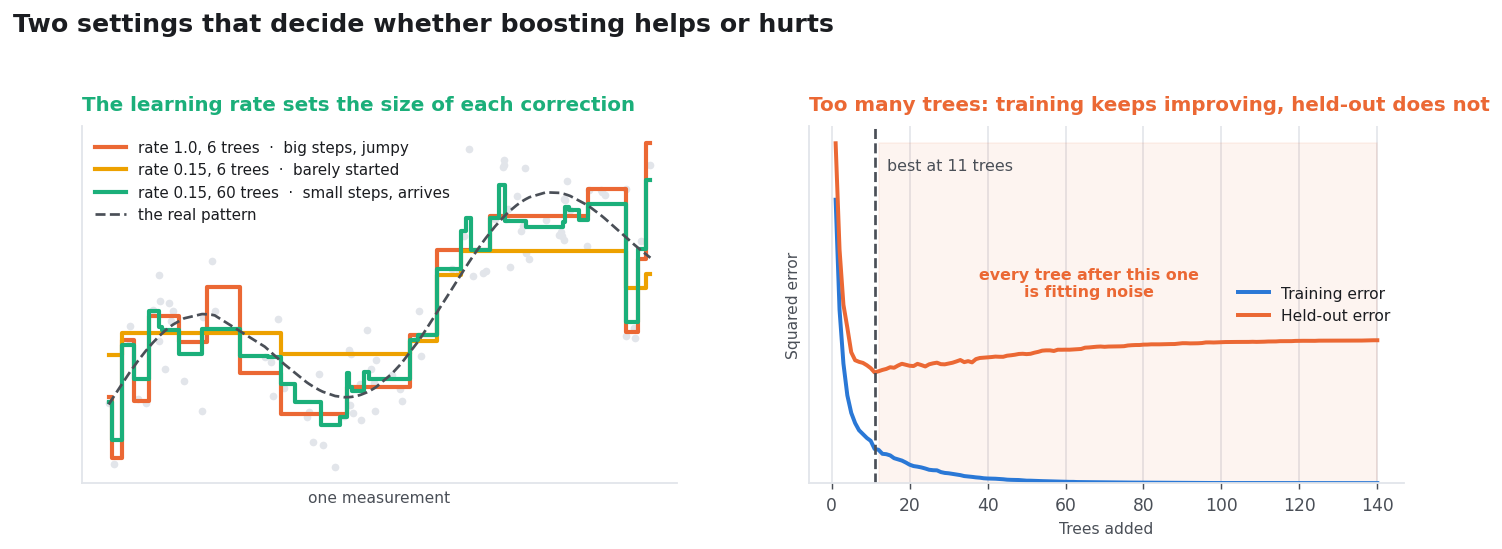 Two settings that decide whether boosting helps or hurts
The learning rate sets the size of each correction
rate 1.0, 6 trees · big steps, jumpy
rate 0.15, 6 trees · barely started
rate 0.15, 60 trees · small steps, arrives
the real pattern
one measurement
Too many trees: training keeps improving, held-out does not
best at 11 trees
every tree after this one
is fitting noise
Training error
Held-out error
Squared error
0 20 40 60 80 100 120 140
Trees added